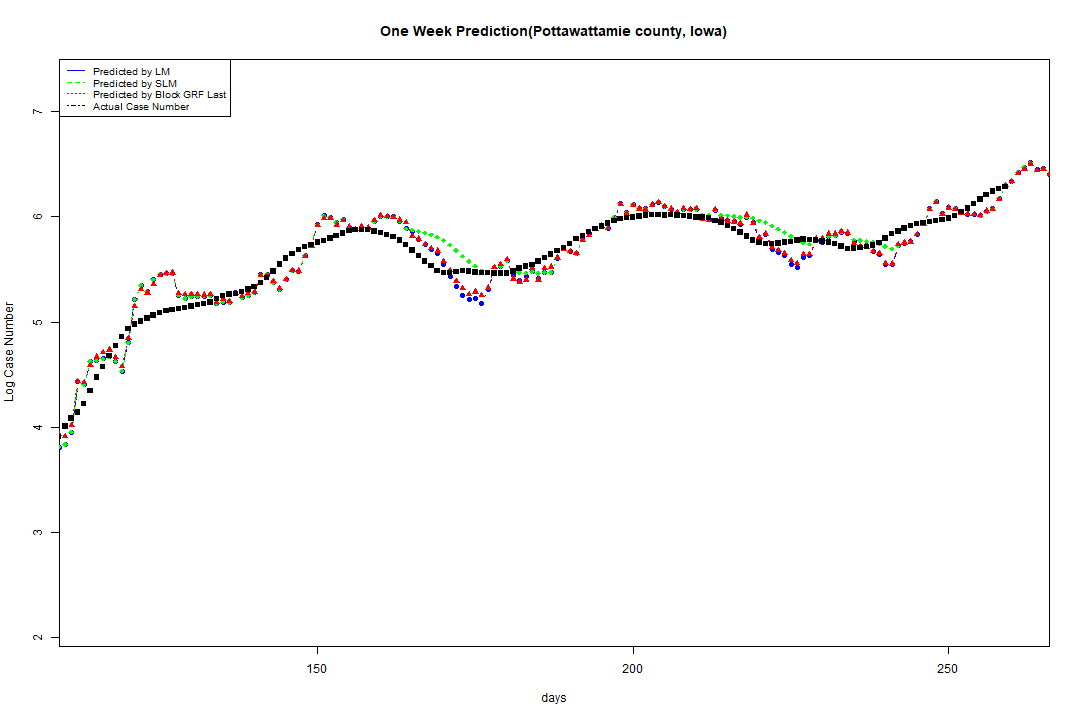 One Week Prediction(Pottawattamie county, Iowa)
Predicted by LM
Predicted by SLM
Predicted by Block GRF Last
Actual Case Number
7
6
5
4
3
2
Log Case Number
150 200 250
days